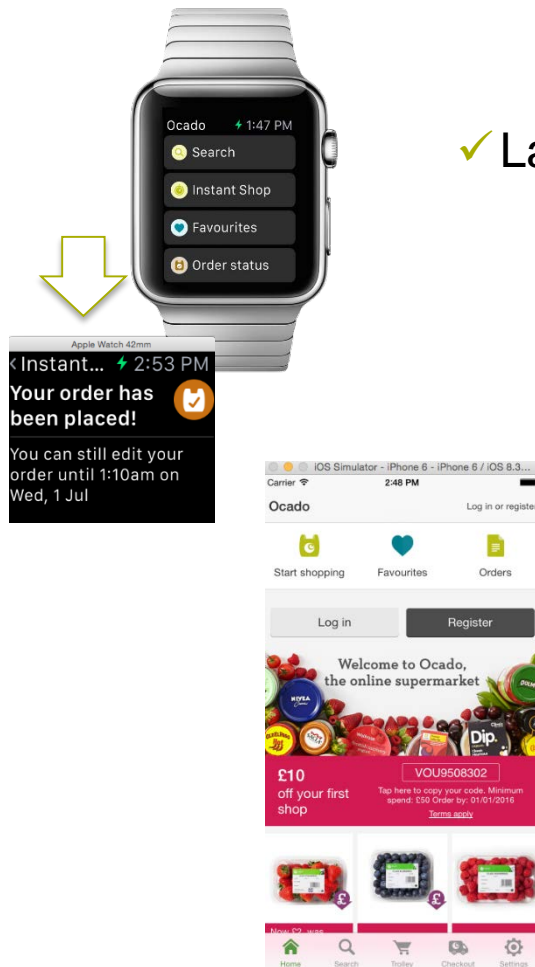 Ocado 1:47 PM
Search
Instant Shop
Favourites
Order status
✓ La
Apple Watch 42mm
<Instant... 2:53 PM
Your order has
been placed!
You can still edit your
order until 1:10am on
Wed, 1 Jul
iOS Simulator - iPhone 6 - iPhone 6 / iOS 8.3...
Carrier 2:48 PM
Ocado Log in or register
Start shopping Favourites Orders
Log in Register
Welcome to Ocado,
the online supermarket
NIVEA
Dip.
£10
off your first
shop
VOU9508302
Tap here to copy your code. Minimum
spend: £50 Order by: 01/01/2016
Terms apply
£ £
Now £2, was
Home Search Trolley Checkout Settings